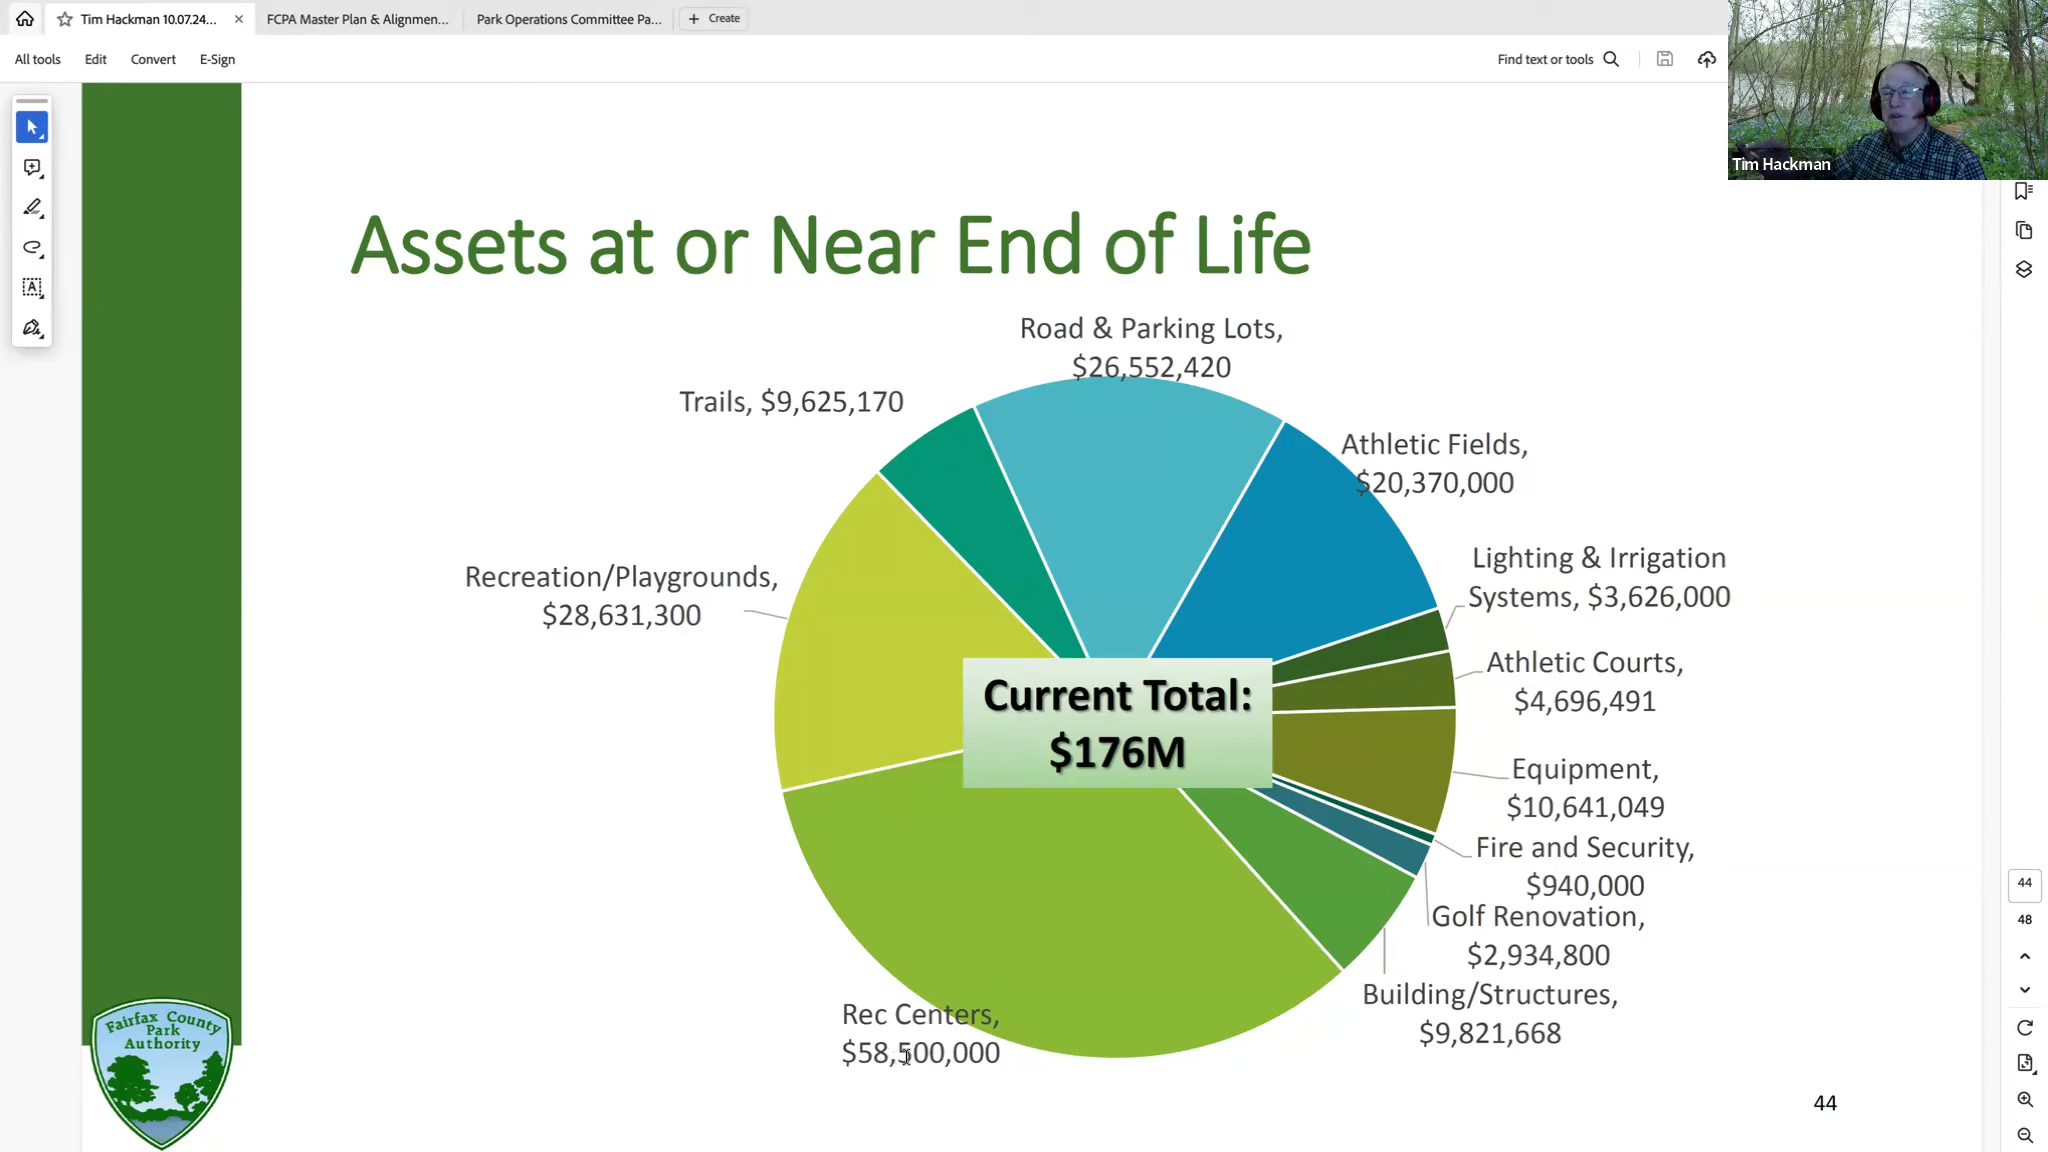 Tim Hackman 10.07.24...
FCPA Master Plan & Alignmen...
Park Operations Committee Pa...
Create
All tools
Edit
Convert
E-Sign
Find text or tools
Tim Hackman
Assets at or Near End of Life
Road & Parking Lots,
$26,552,420
Trails, $9,625,170
Athletic Fields,
$20,370,000
Lighting & Irrigation
Systems, $3,626,000
Recreation/Playgrounds,
$28,631,300
Athletic Courts,
$4,696,491
Current Total:
$176M
Equipment,
$10,641,049
Fire and Security,
$940,000
Golf Renovation,
$2,934,800
Building/Structures,
$9,821,668
Rec Centers,
$58,500,000
Fairfax County
Park
Authority
44
44
48